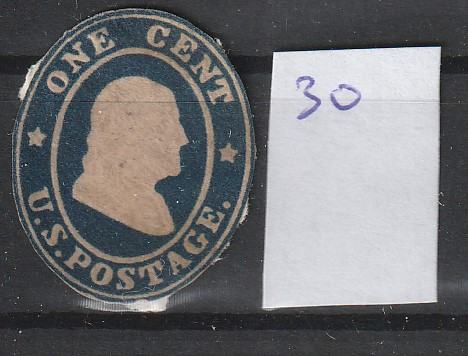 ONE CENT
U.S. POSTAGE.
30